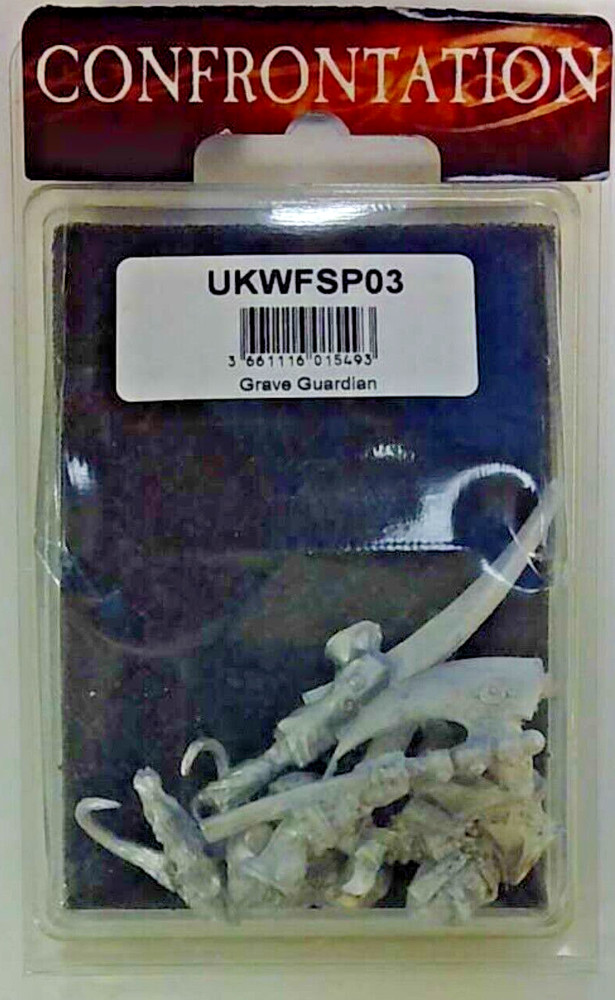 CONFRONTATION
UKWFSP03
3 661116 015493
Grave Guardian